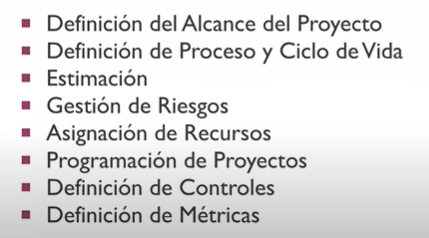 Definición del Alcance del Proyecto
Definición de Proceso y Ciclo de Vida
Estimación
Gestión de Riesgos
Asignación de Recursos
Programación de Proyectos
Definición de Controles
Definición de Métricas